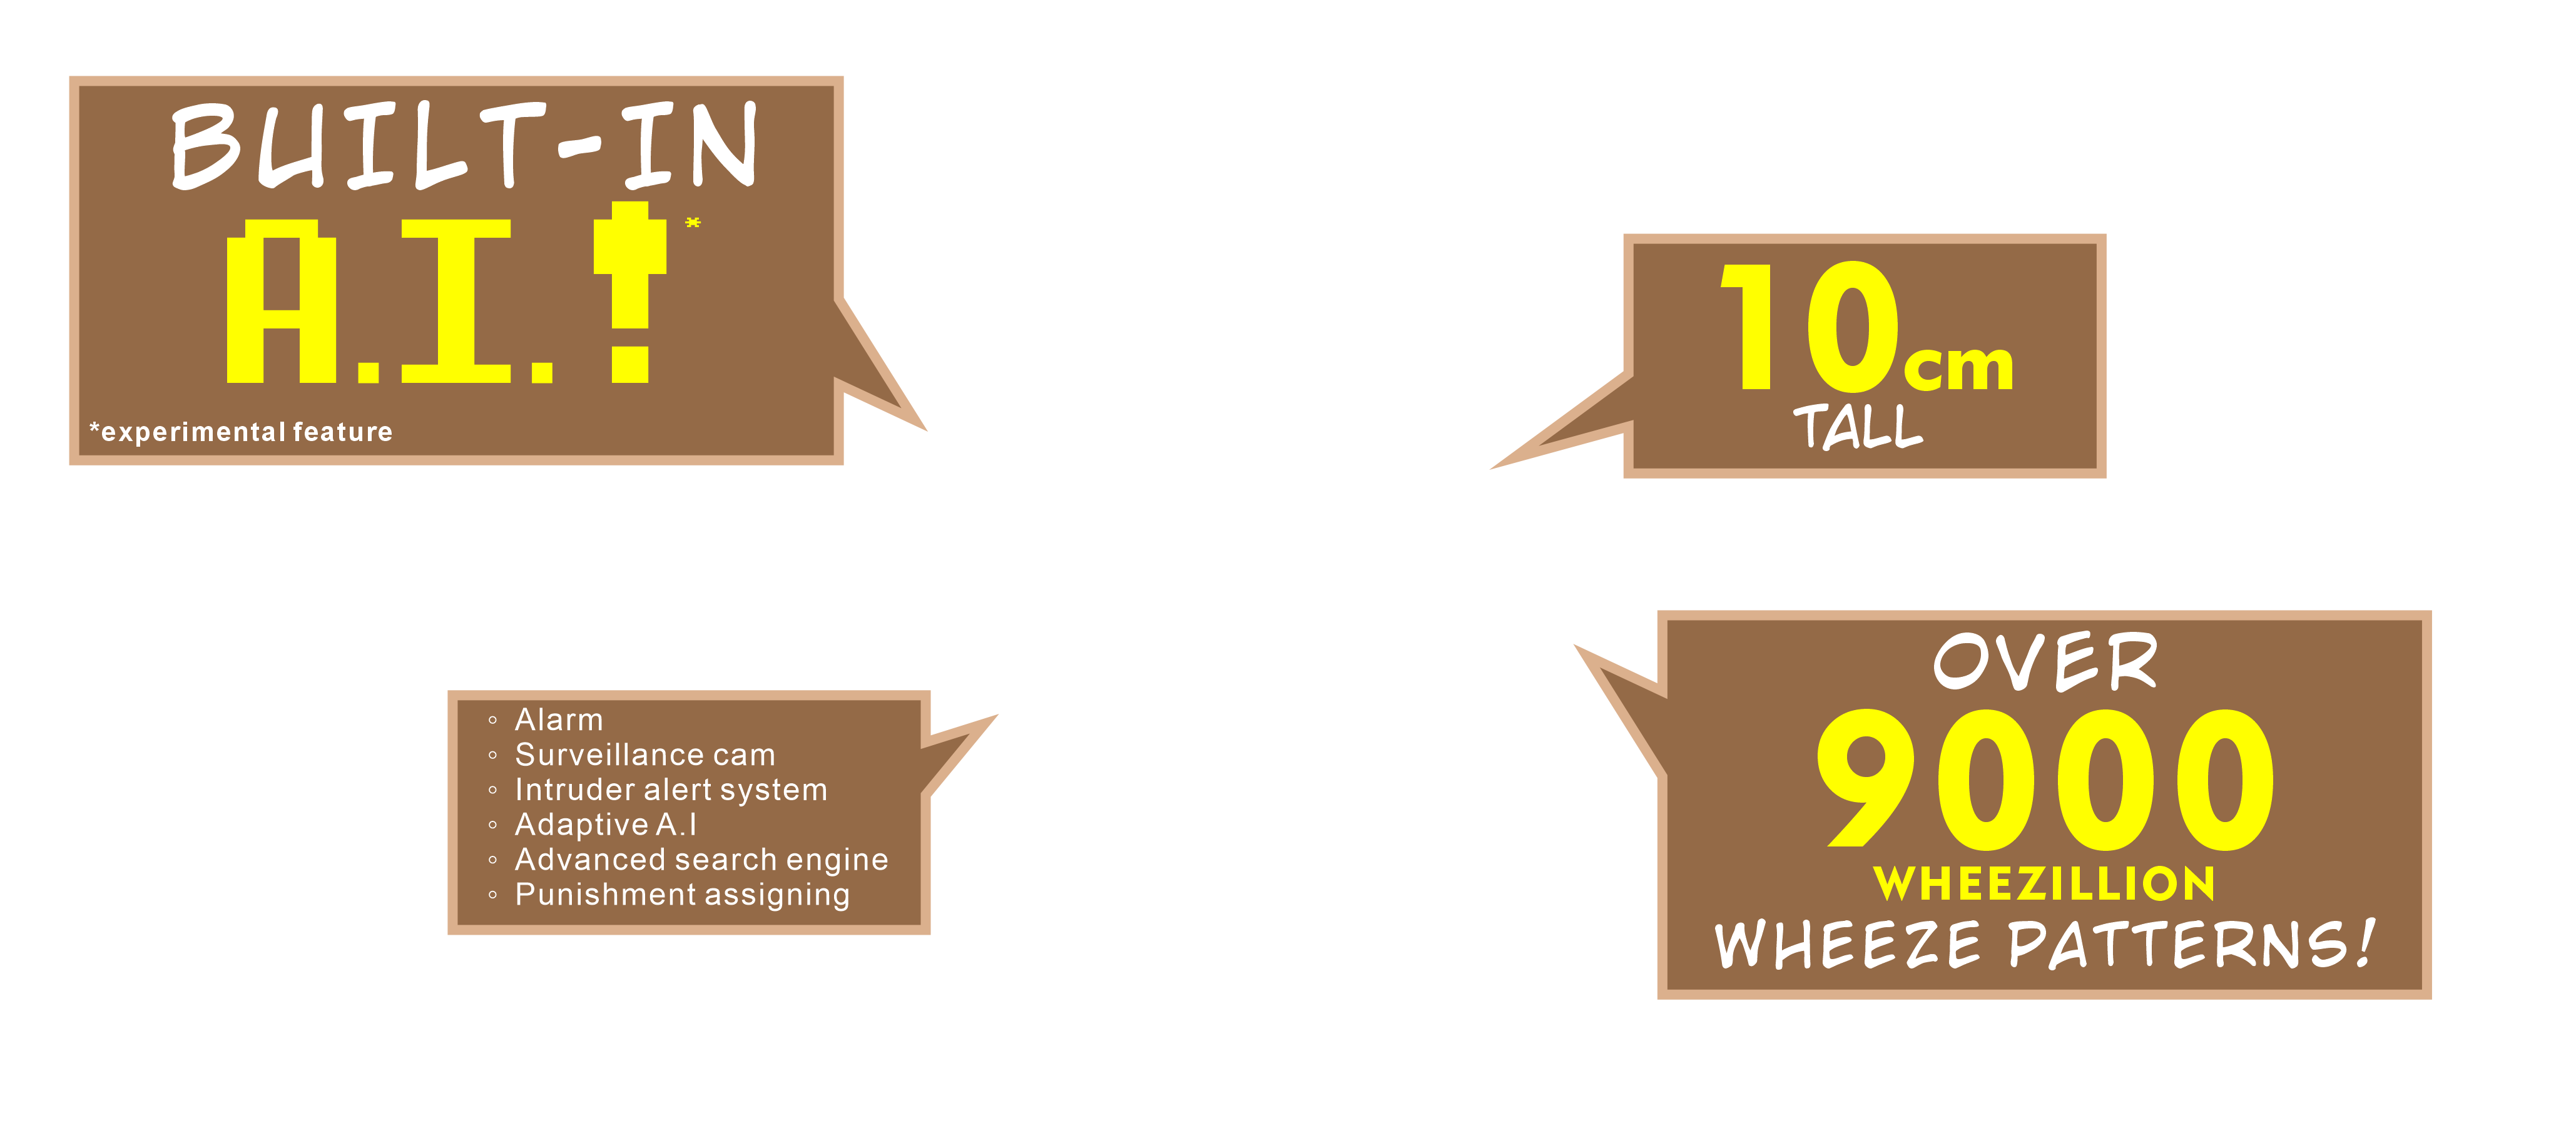 BUILT-IN
A.I.!*
*experimental feature
10cm
TALL
◦ Alarm
◦ Surveillance cam
◦ Intruder alert system
◦ Adaptive A.I
◦ Advanced search engine
◦ Punishment assigning
OVER
9000
WHEEZILLION
WHEEZE PATTERNS!